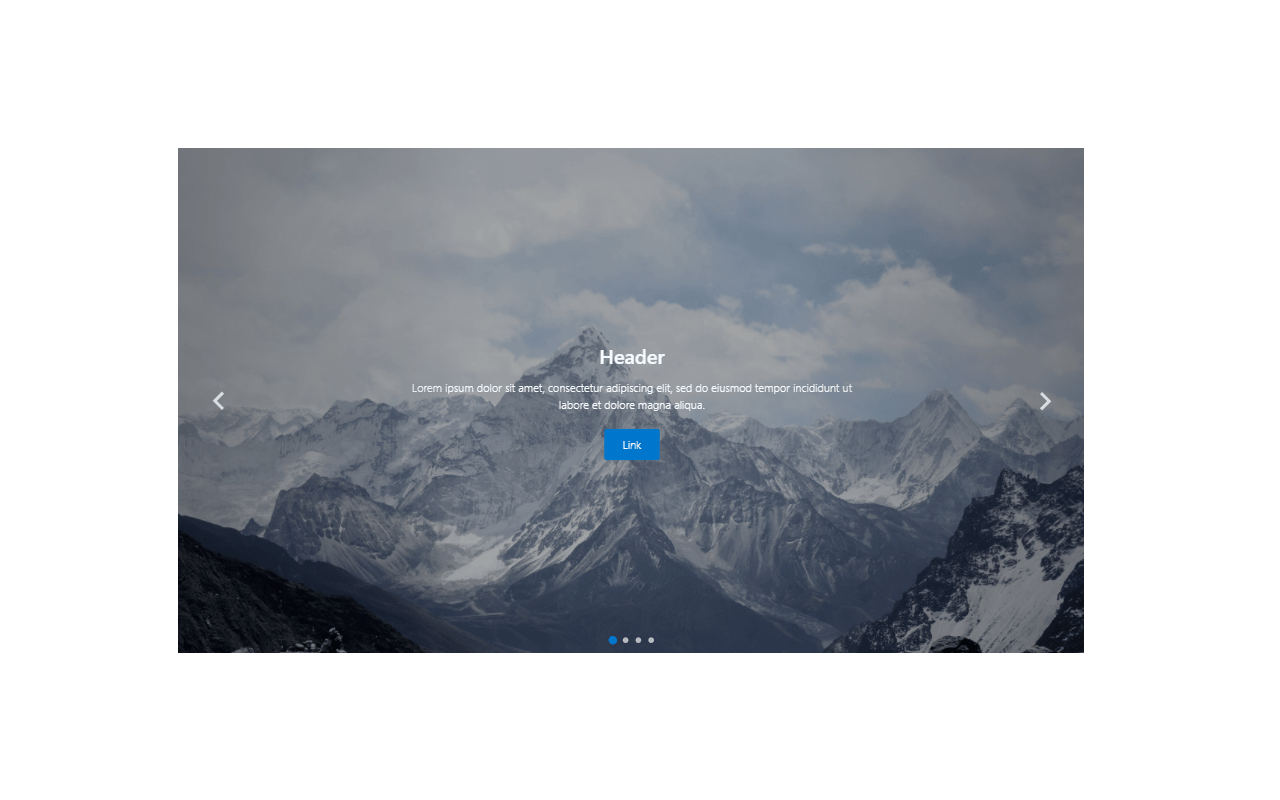 Header
Lorem ipsum dolor sit amet, consectetur adipiscing elit, sed do eiusmod tempor incididunt ut
labore et dolore magna aliqua.
Link